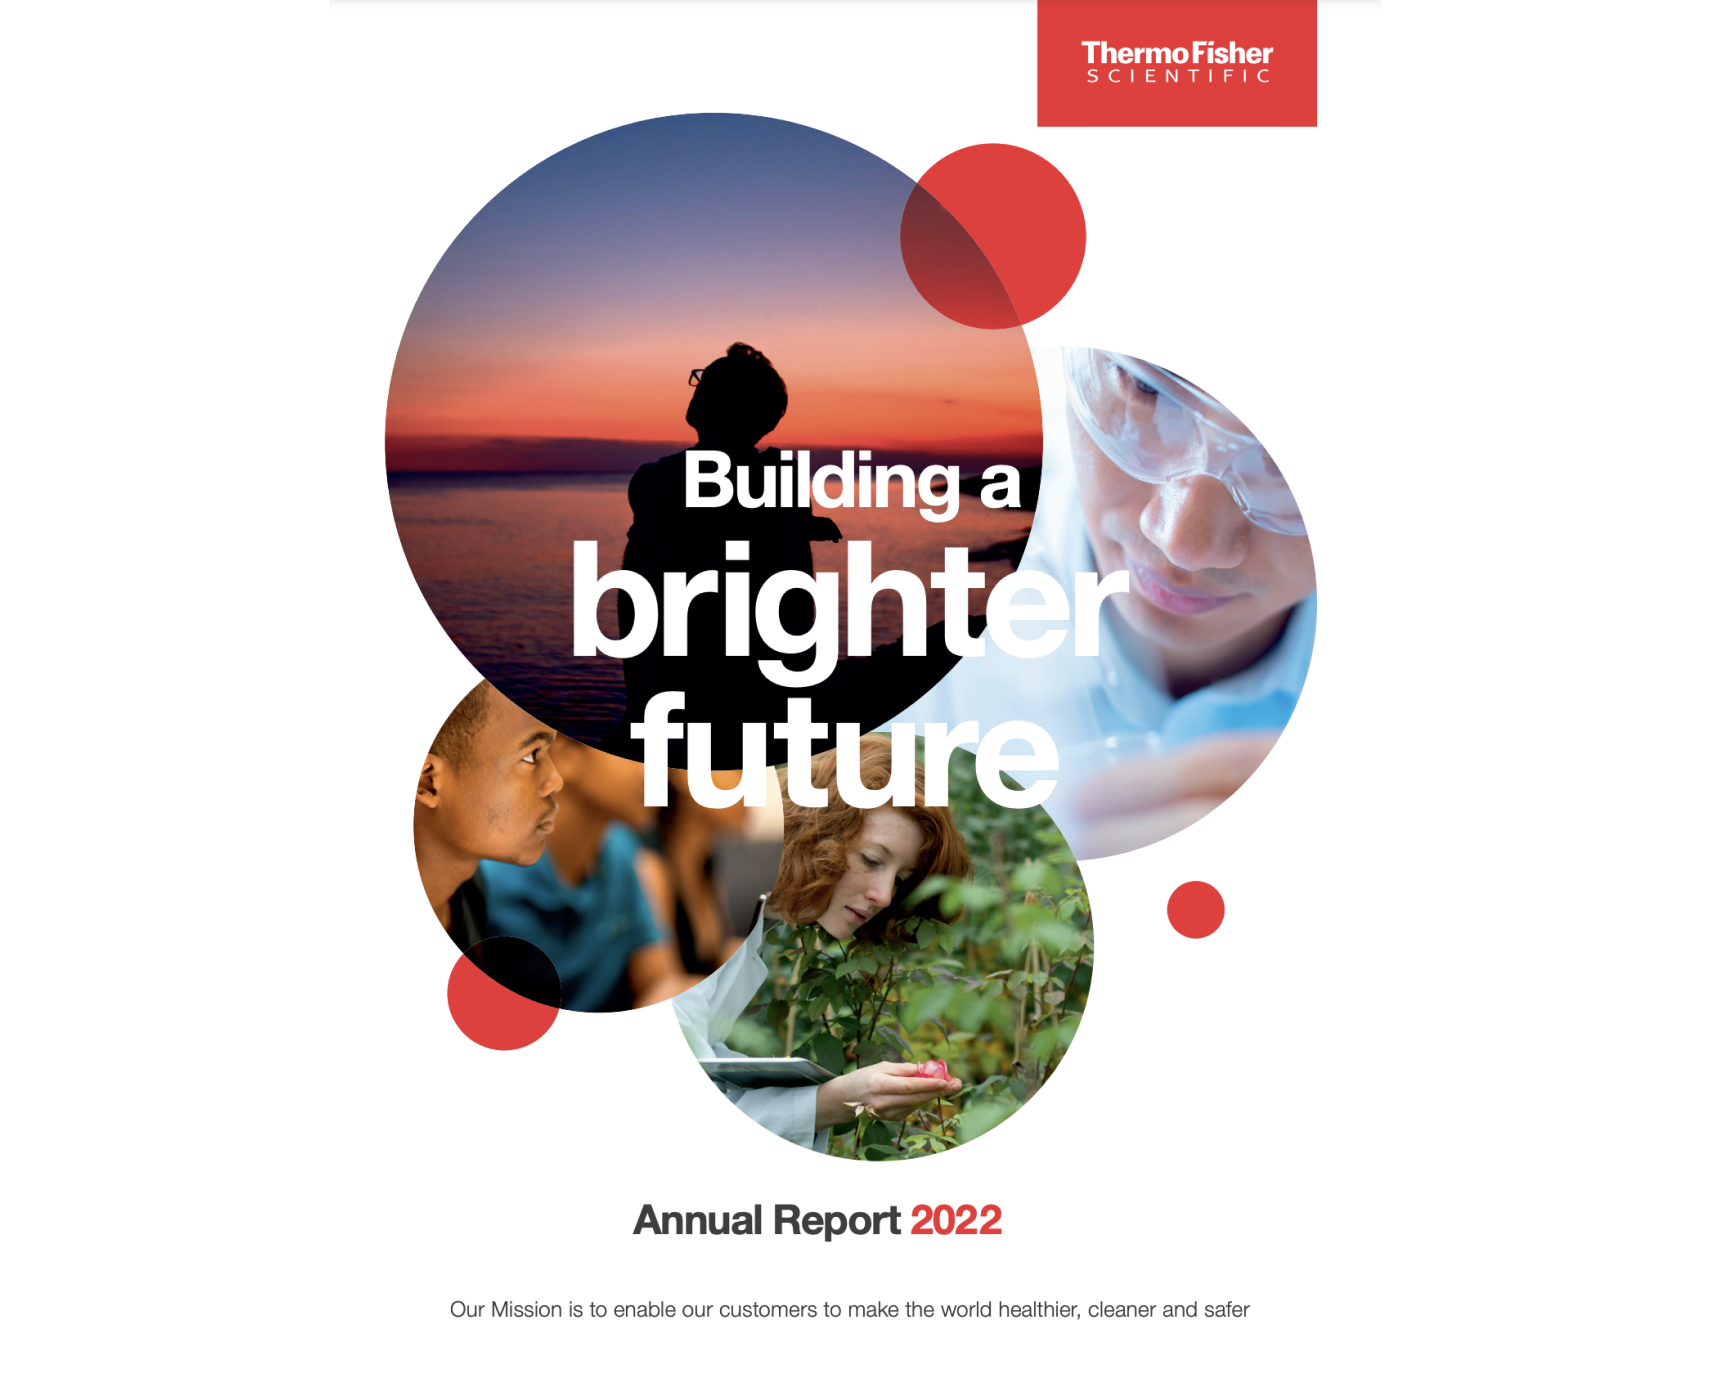 ThermoFisher
SCIENTIFIC
Building a
brighter
future
Annual Report 2022
Our Mission is to enable our customers to make the world healthier, cleaner and safer